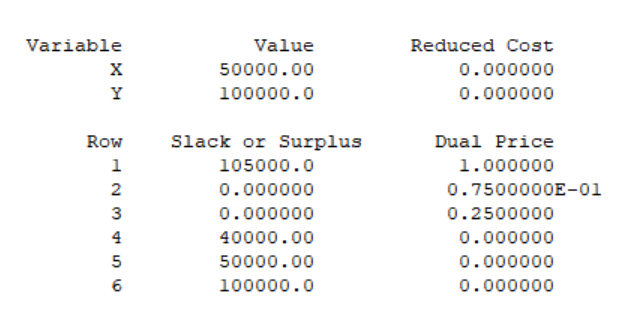 Variable Value Reduced Cost
X 50000.00 0.000000
Y 100000.0 0.000000
Row Slack or Surplus Dual Price
1 105000.0 1.000000
2 0.000000 0.7500000E-01
3 0.000000 0.2500000
4 40000.00 0.000000
5 50000.00 0.000000
6 100000.0 0.000000